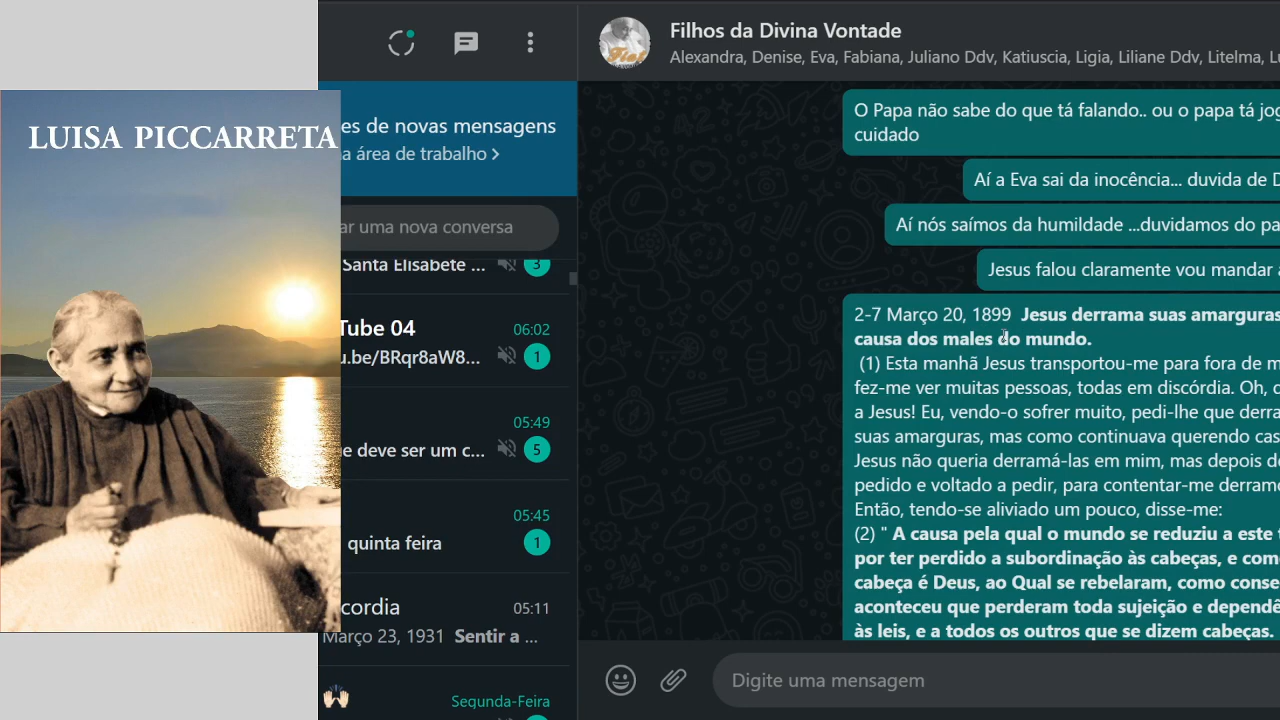 LUISA PICCARRETA
es de novas mensagens
a área de trabalho >
ar uma nova conversa
Santa Elisabete ...
3
Tube 04
06:02
u.be/BRqr8aW8...
1
05:49
e deve ser um c...
5
05:45
quinta feira
1
cordia
05:11
Março 23, 1931 Sentir a ...
Segunda-Feira
Filhos da Divina Vontade
Alexandra, Denise, Eva, Fabiana, Juliano Ddv, Katiuscia, Ligia, Liliane Ddv, Litelma, Lu
O Papa não sabe do que tá falando.. ou o papa tá jog
cuidado
Aí a Eva sai da inocência... duvida de D
Aí nós saímos da humildade ...duvidamos do pa
Jesus falou claramente vou mandar a
2-7 Março 20, 1899 Jesus derrama suas amarguras
causa dos males do mundo.
(1) Esta manhã Jesus transportou-me para fora de m
fez-me ver muitas pessoas, todas em discórdia. Oh, c
a Jesus! Eu, vendo-o sofrer muito, pedi-lhe que derra
suas amarguras, mas como continuava querendo cas
Jesus não queria derramá-las em mim, mas depois de
pedido e voltado a pedir, para contentar-me derramo
Então, tendo-se aliviado um pouco, disse-me:
(2) " A causa pela qual o mundo se reduziu a este t
por ter perdido a subordinação às cabeças, e com
cabeça é Deus, ao Qual se rebelaram, como conse
aconteceu que perderam toda sujeição e dependê
às leis, e a todos os outros que se dizem cabeças.
Digite uma mensagem